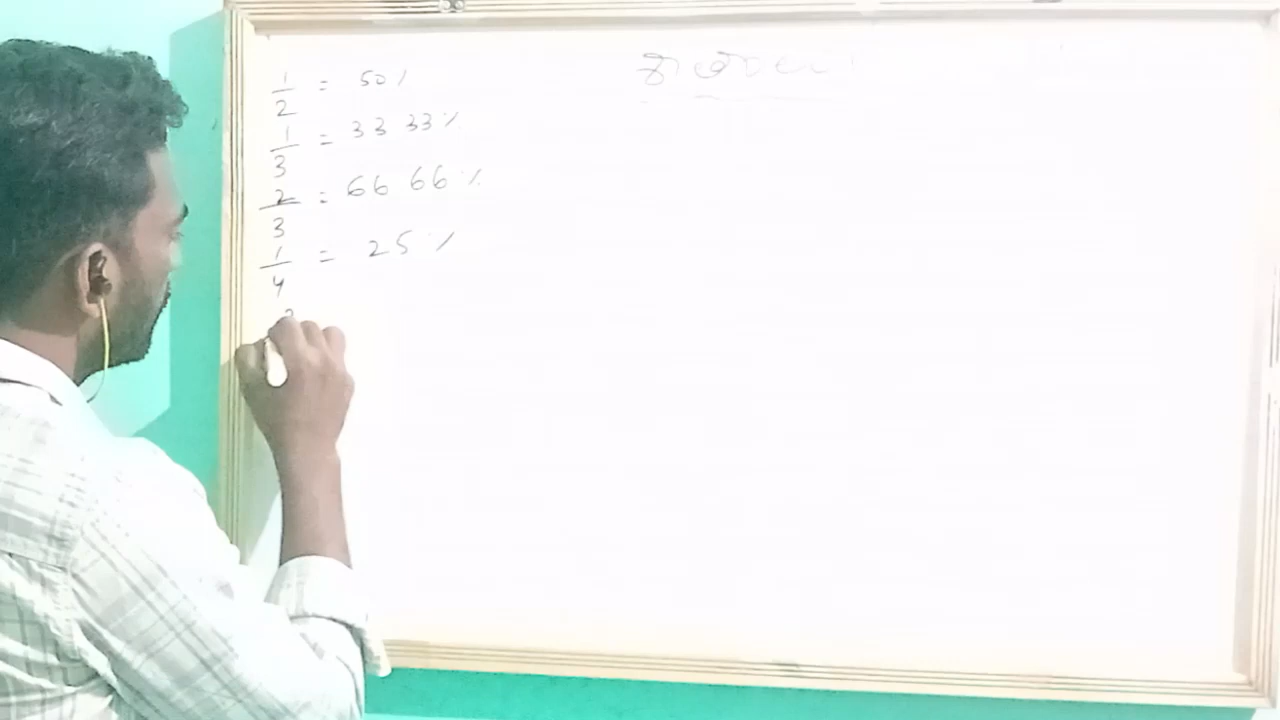 1/2 = 50%
1/3 = 33 33%
2/3 = 66 66%
1/4 = 25%